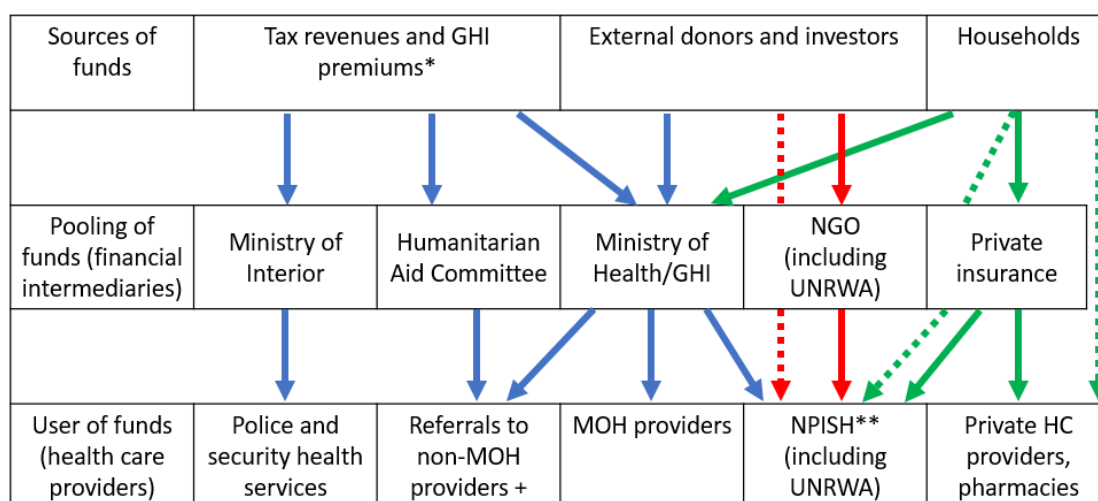 Sources of
funds
Tax revenues and GHI
premiums*
External donors and investors
Households
Pooling of
funds (financial
intermediaries)
Ministry of
Interior
Humanitarian
Aid Committee
Ministry of
Health/GHI
NGO
(including
UNRWA)
Private
insurance
User of funds
(health care
providers)
Police and
security health
services
Referrals to
non-MOH
providers +
MOH providers
NPISH**
(including
UNRWA)
Private HC
providers,
pharmacies